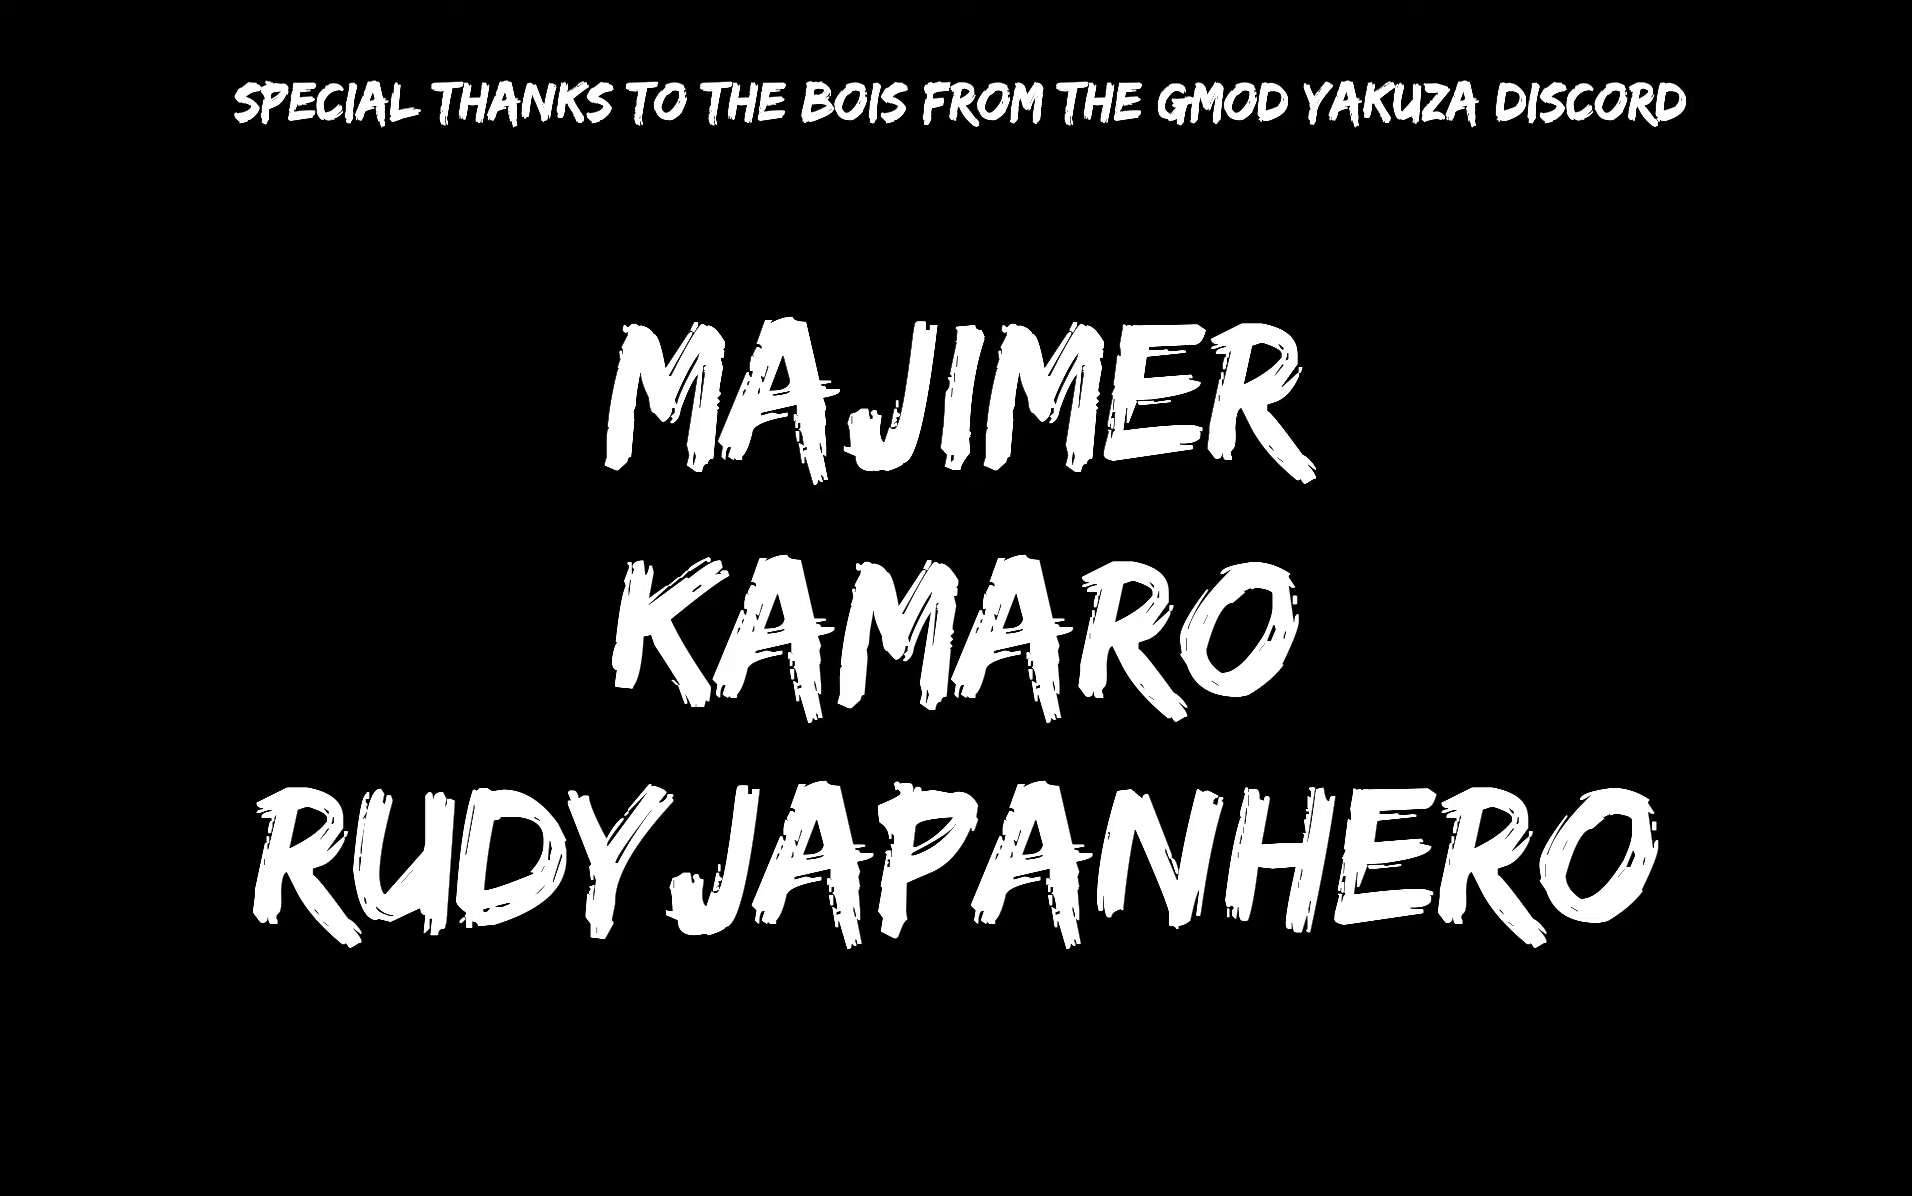 SPECIAL THANKS TO THE BOIS FROM THE GMOD YAKUZA DISCORD
MAJIMER
KAMARO
RUDYJAPANHERO